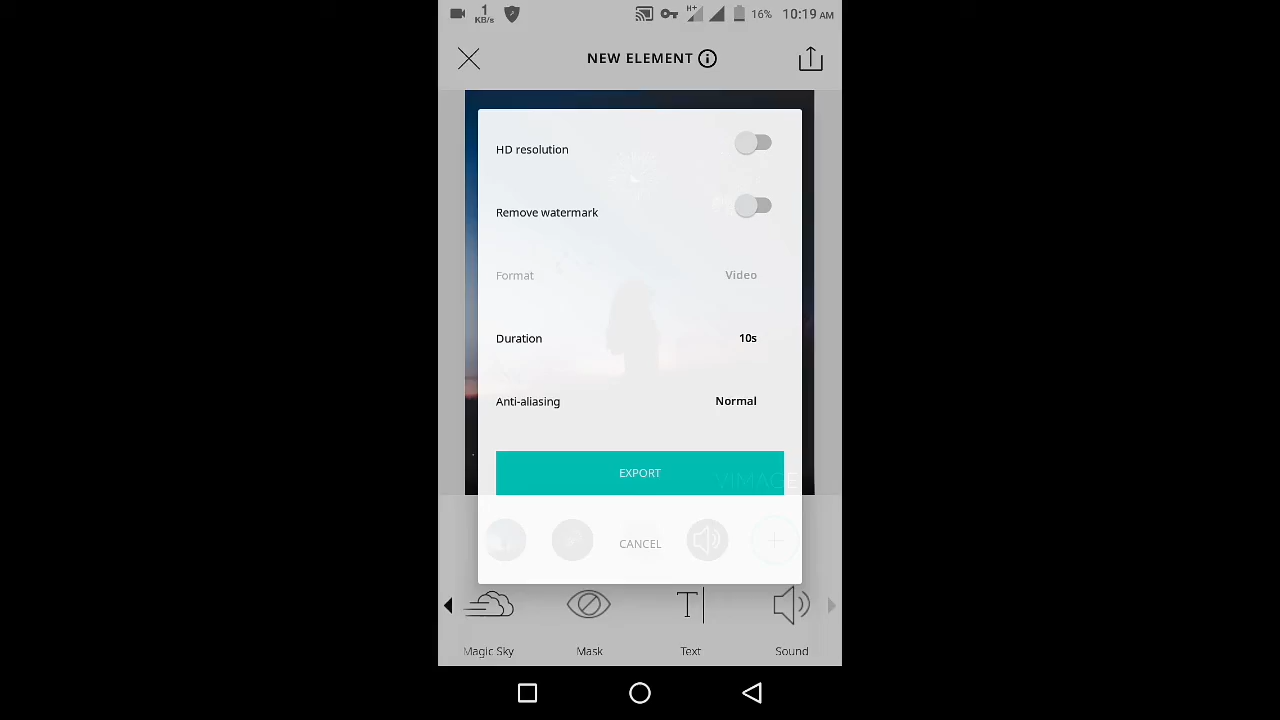 1
KB/s
H+
16%
10:19 AM
NEW ELEMENT
HD resolution
Remove watermark
Format
Video
Duration
10s
Anti-aliasing
Normal
EXPORT
VIMAGE
CANCEL
T
Magic Sky
Mask
Text
Sound